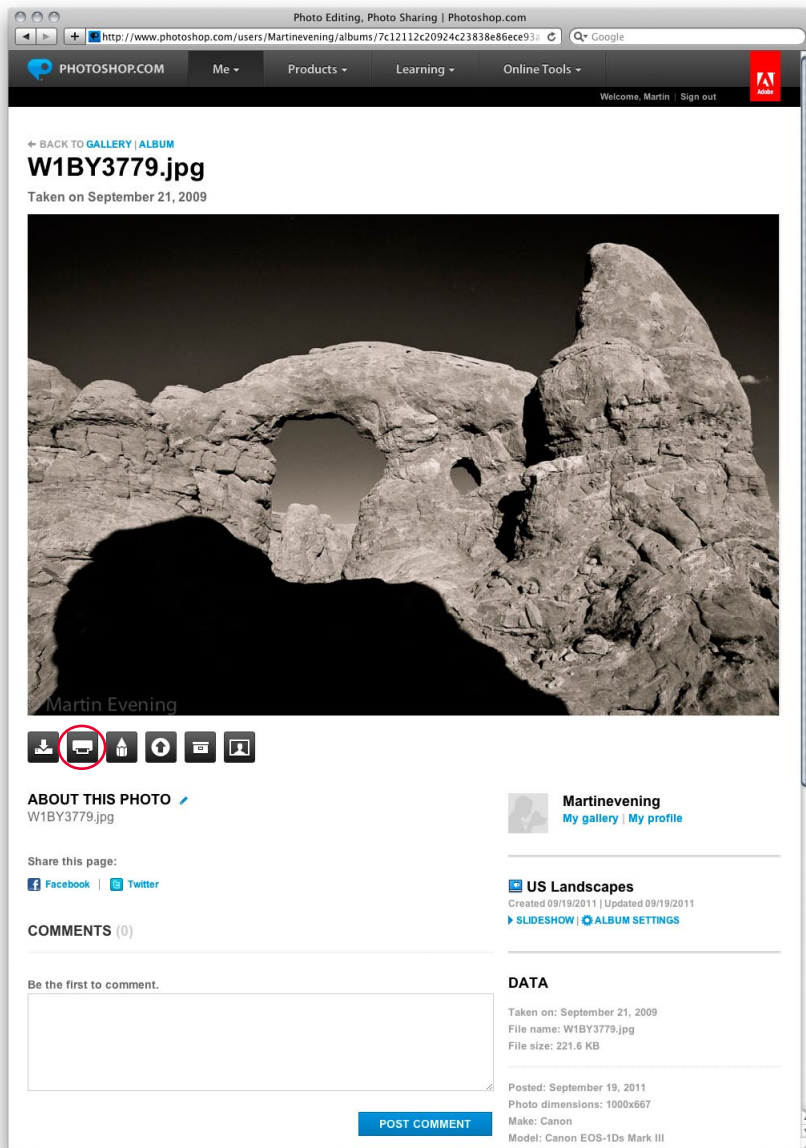 Photo Editing, Photo Sharing | Photoshop.com
http://www.photoshop.com/users/Martinevening/albums/7c12112c20924c23838e86ece93a
Google
PHOTOSHOP.COM Me Products Learning Online Tools
Adobe
Welcome, Martin | Sign out
BACK TO GALLERY | ALBUM
W1BY3779.jpg
Taken on September 21, 2009
© Martin Evening
ABOUT THIS PHOTO
W1BY3779.jpg
Share this page:
Facebook | Twitter
COMMENTS (0)
Be the first to comment.
POST COMMENT
Martinevening
My gallery | My profile
US Landscapes
Created 09/19/2011 | Updated 09/19/2011
SLIDESHOW | ALBUM SETTINGS
DATA
Taken on: September 21, 2009
File name: W1BY3779.jpg
File size: 221.6 KB
Posted: September 19, 2011
Photo dimensions: 1000x667
Make: Canon
Model: Canon EOS-1Ds Mark III